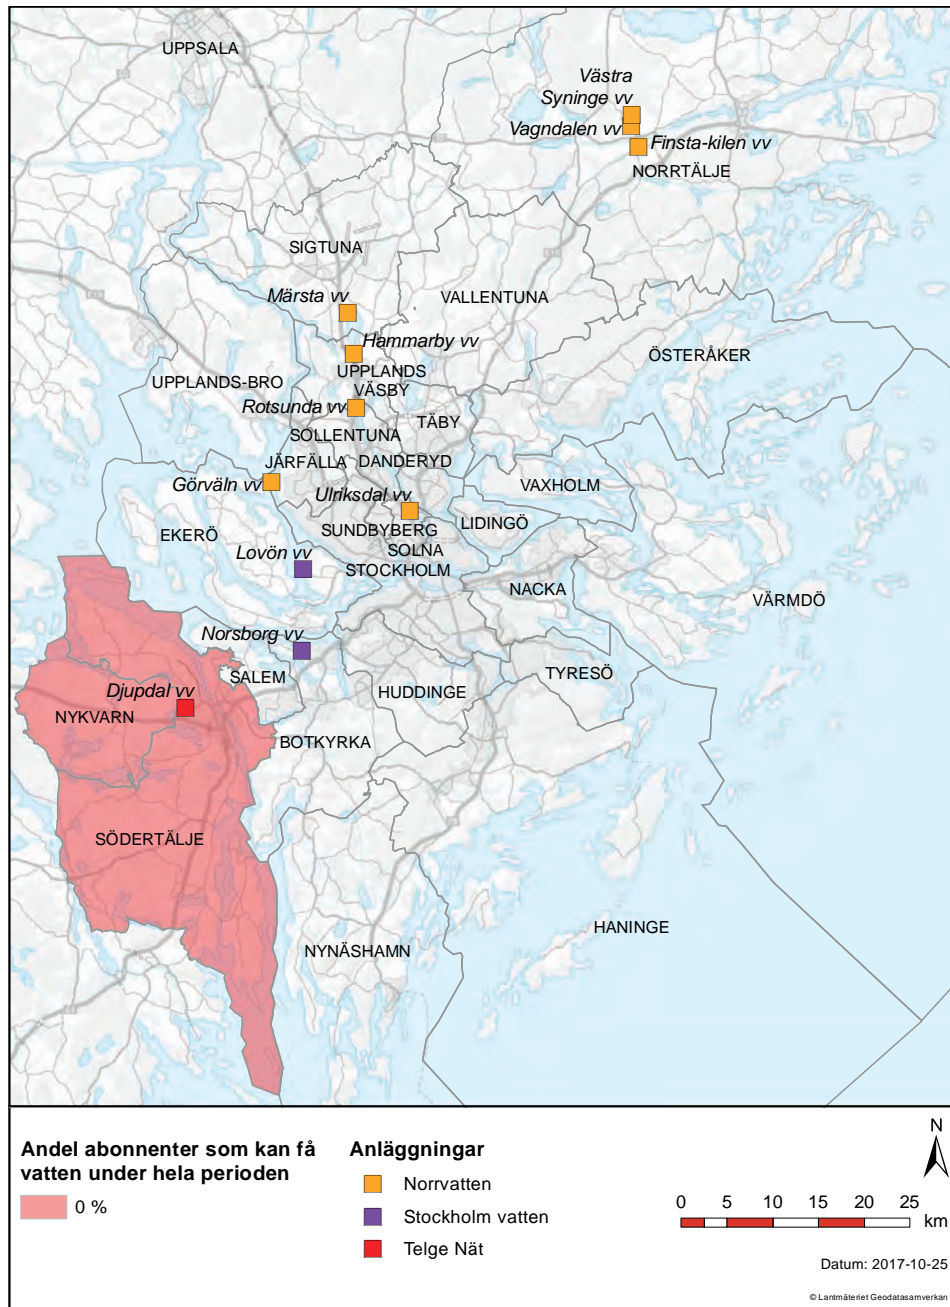 UPPSALA
Västra
Syninge vv
Vagndalen vv
Finsta-kilen vv
NORRTÄLJE
SIGTUNA
Märsta vv
VALLENTUNA
Hammarby vv
ÖSTERÅKER
UPPLANDS
VÄSBY
UPPLANDS-BRO
Rotsunda vv
TÄBY
SOLLENTUNA
JÄRFÄLLA
DANDERYD
Görväln vv
VAXHOLM
Ulriksdal vv
LIDINGÖ
SUNDBYBERG
EKERÖ
SOLNA
Lovön vv
STOCKHOLM
NACKA
VÄRMDÖ
Norsborg vv
SALEM
TYRESÖ
Djupdal vv
HUDDINGE
NYKVARN
BOTKYRKA
SÖDERTÄLJE
HANINGE
NYNÄSHAMN
Andel abonnenter som kan få
vatten under hela perioden
0 %
Anläggningar
Norrvatten
Stockholm vatten
Telge Nät
N
0 5 10 15 20 25
km
Datum: 2017-10-25
© Lantmäteriet Geodatasamverkan